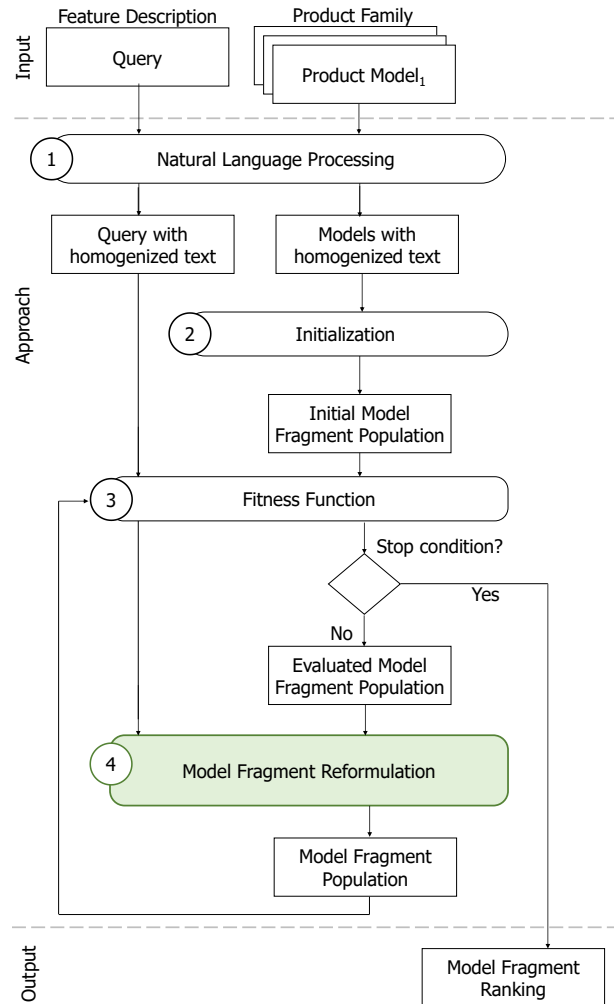 Feature Description
Product Family
Input
Query
Product Model1
1
Natural Language Processing
Query with
homogenized text
Models with
homogenized text
Approach
2
Initialization
Initial Model
Fragment Population
3
Fitness Function
Stop condition?
Yes
No
Evaluated Model
Fragment Population
4
Model Fragment Reformulation
Model Fragment
Population
Output
Model Fragment
Ranking